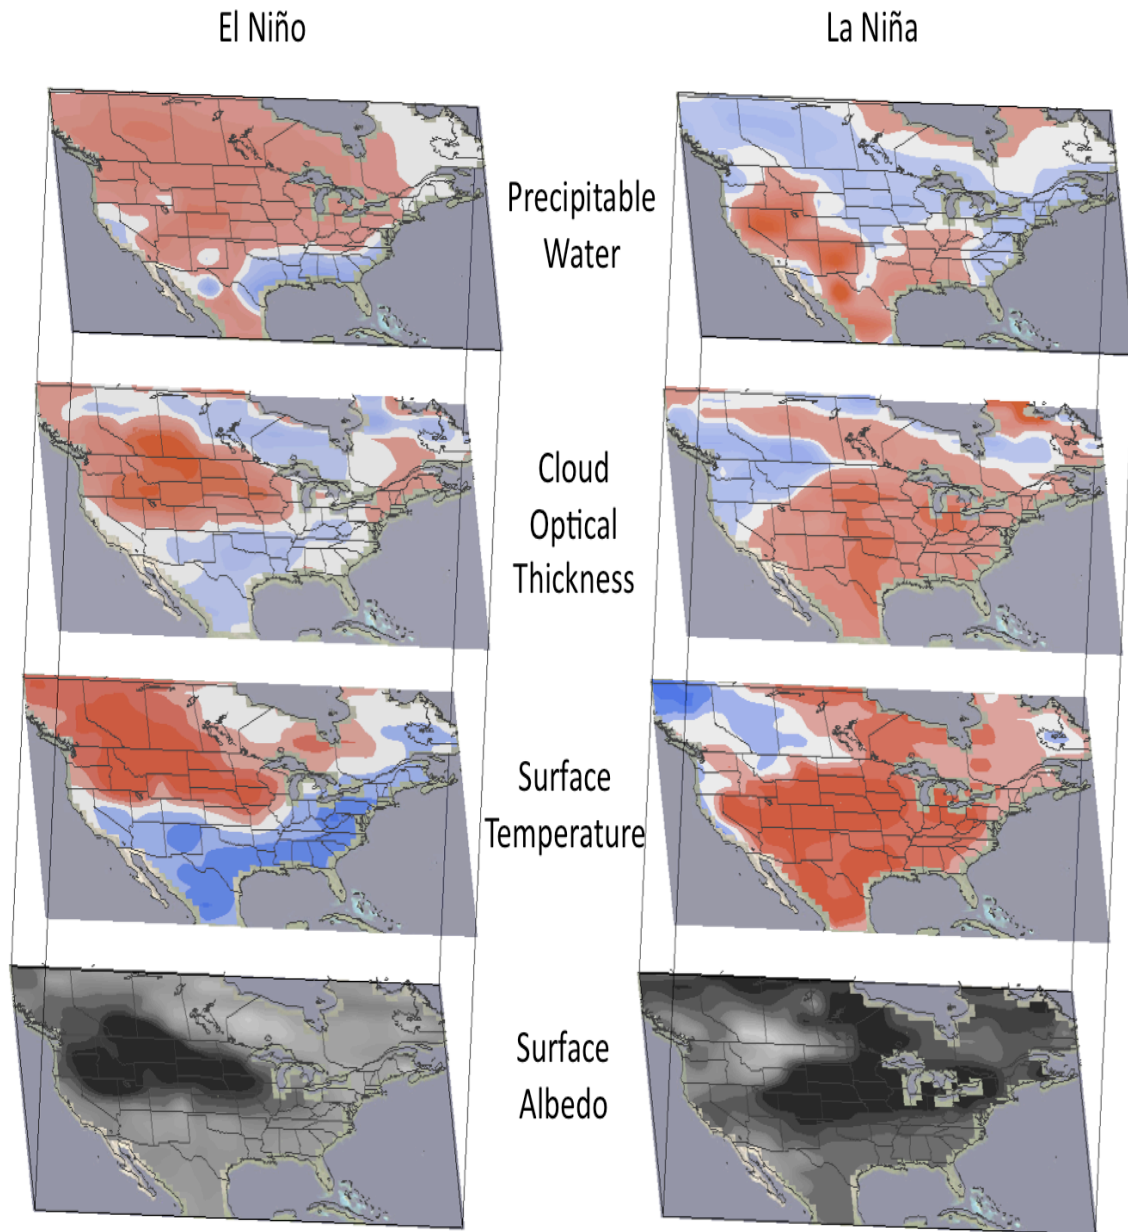 El Niño
La Niña
Precipitable
Water
Cloud
Optical
Thickness
Surface
Temperature
Surface
Albedo